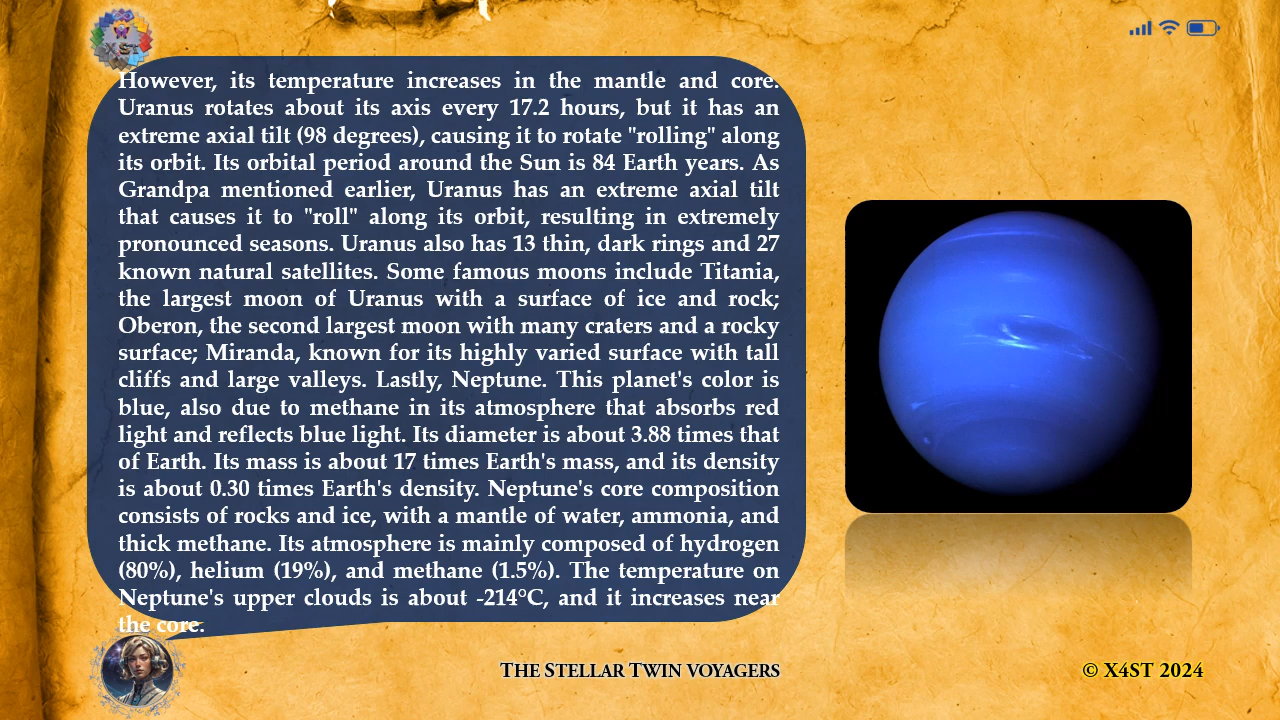 X4ST
However, its temperature increases in the mantle and core.
Uranus rotates about its axis every 17.2 hours, but it has an
extreme axial tilt (98 degrees), causing it to rotate "rolling" along
its orbit. Its orbital period around the Sun is 84 Earth years. As
Grandpa mentioned earlier, Uranus has an extreme axial tilt
that causes it to "roll" along its orbit, resulting in extremely
pronounced seasons. Uranus also has 13 thin, dark rings and 27
known natural satellites. Some famous moons include Titania,
the largest moon of Uranus with a surface of ice and rock;
Oberon, the second largest moon with many craters and a rocky
surface; Miranda, known for its highly varied surface with tall
cliffs and large valleys. Lastly, Neptune. This planet's color is
blue, also due to methane in its atmosphere that absorbs red
light and reflects blue light. Its diameter is about 3.88 times that
of Earth. Its mass is about 17 times Earth's mass, and its density
is about 0.30 times Earth's density. Neptune's core composition
consists of rocks and ice, with a mantle of water, ammonia, and
thick methane. Its atmosphere is mainly composed of hydrogen
(80%), helium (19%), and methane (1.5%). The temperature on
Neptune's upper clouds is about -214°C, and it increases near
the core.
THE STELLAR TWIN VOYAGERS
© X4ST 2024